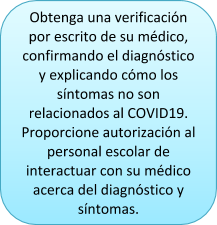 Obtenga una verificación
por escrito de su médico,
confirmando el diagnóstico
y explicando cómo los
síntomas no son
relacionados al COVID19.
Proporcione autorización al
personal escolar de
interactuar con su médico
acerca del diagnóstico y
síntomas.